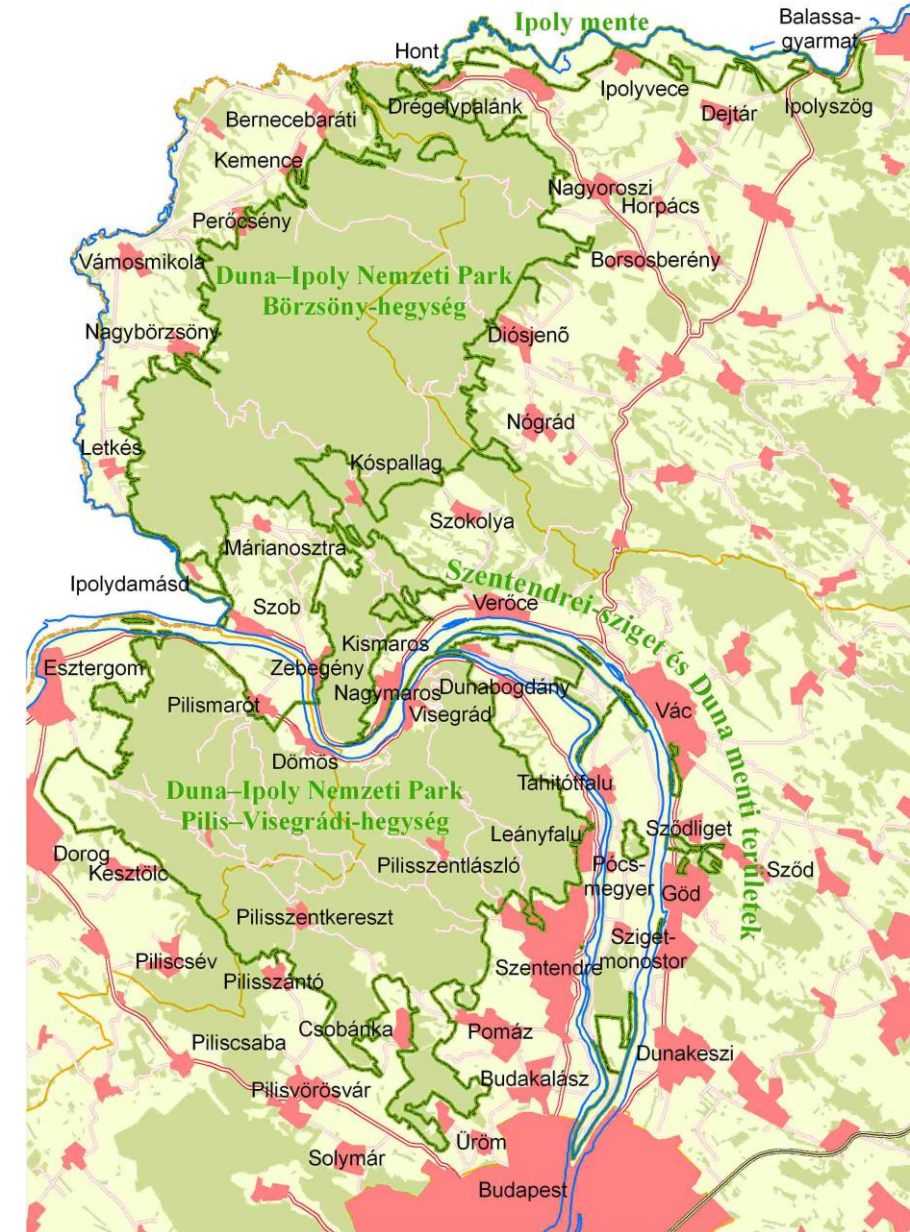 Ipoly mente
Balassa-
gyarmat
Hont
Ipolyvece
Drégelypalánk
Dejtár
Ipolyszög
Bernecebaráti
Kemence
Nagyoroszi
Horpács
Perőcsény
Vámosmikola
Borsosberény
Duna–Ipoly Nemzeti Park
Börzsöny-hegység
Nagybörzsöny
Diósjenő
Nógrád
Letkés
Kóspallag
Szokolya
Márianosztra
Ipolydamásd
Szob
Szentendrei-sziget és Duna menti területek
Verőce
Kismaros
Esztergom
Zebegény
Nagymaros
Dunabogdány
Pilismarót
Visegrád
Vác
Dömös
Tahitótfalu
Duna–Ipoly Nemzeti Park
Pilis–Visegrádi-hegység
Leányfalu
Sződliget
Dorog
Kesztölc
Pilisszentlászló
Pócs-
megyer
Sződ
Göd
Pilisszentkereszt
Sziget-
monostor
Piliscsév
Pilisszántó
Szentendre
Csobánka
Pomáz
Piliscsaba
Dunakeszi
Pilisvörösvár
Budakalász
Üröm
Solymár
Budapest